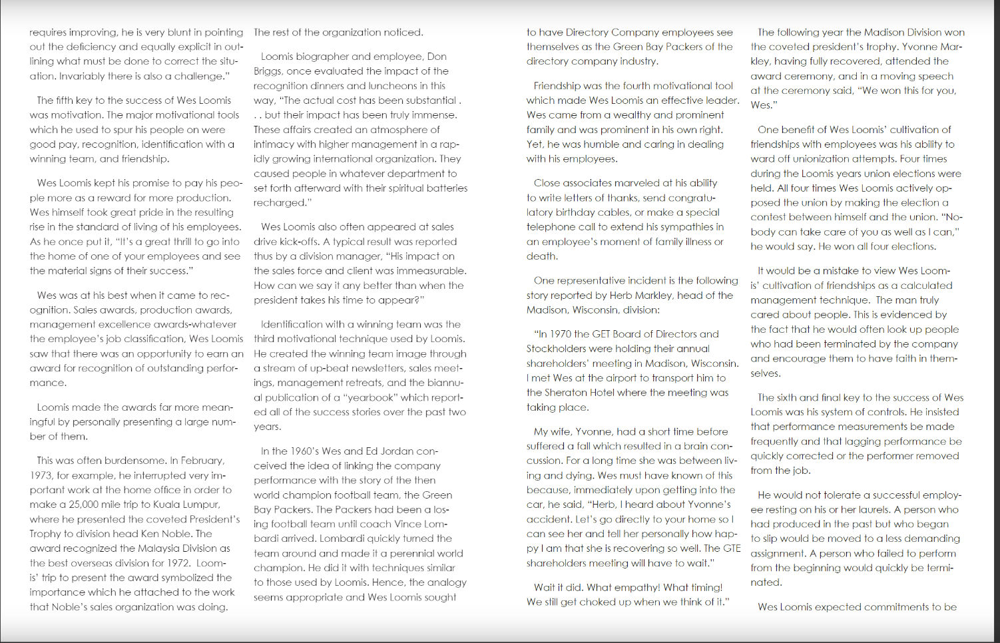 requires improving, he is very blunt in pointing
out the deficiency and equally explicit in out-
lining what must be done to correct the situ-
ation. Invariably there is also a challenge."
The fifth key to the success of Wes Loomis
was motivation. The major motivational tools
which he used to spur his people on were
good pay, recognition, identification with a
winning team, and friendship.
Wes Loomis kept his promise to pay his peo-
ple more as a reward for more production.
Wes himself took great pride in the resulting
rise in the standard of living of his employees.
As he once put it, “It’s a great thrill to go into
the home of one of your employees and see
the material signs of their success.”
Wes was at his best when it came to rec-
ognition. Sales awards, production awards,
management excellence awards-whatever
the employee’s job classification, Wes Loomis
saw that there was an opportunity to earn an
award for recognition of outstanding perfor-
mance.
Loomis made the awards far more mean-
ingful by personally presenting a large num-
ber of them.
This was often burdensome. In February,
1973, for example, he interrupted very im-
portant work at the home office in order to
make a 25,000 mile trip to Kuala Lumpur,
where he presented the coveted President’s
Trophy to division head Ken Noble. The
award recognized the Malaysia Division as
the best overseas division for 1972.  Loom-
is’ trip to present the award symbolized the
importance which he attached to the work
that Noble’s sales organization was doing.
The rest of the organization noticed.
Loomis biographer and employee, Don
Briggs, once evaluated the impact of the
recognition dinners and luncheons in this
way, “The actual cost has been substantial .
. . but their impact has been truly immense.
These affairs created an atmosphere of
intimacy with higher management in a rap-
idly growing international organization. They
caused people in whatever department to
set forth afterward with their spiritual batteries
recharged.”
Wes Loomis also often appeared at sales
drive kick-offs. A typical result was reported
thus by a division manager, “His impact on
the sales force and client was immeasurable.
How can we say it any better than when the
president takes his time to appear?”
Identification with a winning team was the
third motivational technique used by Loomis.
He created the winning team image through
a stream of up-beat newsletters, sales meet-
ings, management retreats, and the biannu-
al publication of a “yearbook” which report-
ed all of the success stories over the past two
years.
In the 1960’s Wes and Ed Jordan con-
ceived the idea of linking the company
performance with the story of the then
world champion football team, the Green
Bay Packers. The Packers had been a los-
ing football team until coach Vince Lom-
bardi arrived. Lombardi quickly turned the
team around and made it a perennial world
champion. He did it with techniques similar
to those used by Loomis. Hence, the analogy
seems appropriate and Wes Loomis sought
to have Directory Company employees see
themselves as the Green Bay Packers of the
directory company industry.
Friendship was the fourth motivational tool
which made Wes Loomis an effective leader.
Wes came from a wealthy and prominent
family and was prominent in his own right.
Yet, he was humble and caring in dealing
with his employees.
Close associates marveled at his ability
to write letters of thanks, send congratu-
latory birthday cables, or make a special
telephone call to extend his sympathies in
an employee’s moment of family illness or
death.
One representative incident is the following
story reported by Herb Markley, head of the
Madison, Wisconsin, division:
“In 1970 the GET Board of Directors and
Stockholders were holding their annual
shareholders’ meeting in Madison, Wisconsin.
I met Wes at the airport to transport him to
the Sheraton Hotel where the meeting was
taking place.
My wife, Yvonne, had a short time before
suffered a fall which resulted in a brain con-
cussion. For a long time she was between liv-
ing and dying. Wes must have known of this
because, immediately upon getting into the
car, he said, “Herb, I heard about Yvonne’s
accident. Let’s go directly to your home so I
can see her and tell her personally how hap-
py I am that she is recovering so well. The GTE
shareholders meeting will have to wait.”
Wait it did. What empathy! What timing!
We still get choked up when we think of it.”
The following year the Madison Division won
the coveted president’s trophy. Yvonne Mar-
kley, having fully recovered, attended the
award ceremony, and in a moving speech
at the ceremony said, “We won this for you,
Wes.”
One benefit of Wes Loomis’ cultivation of
friendships with employees was his ability to
ward off unionization attempts. Four times
during the Loomis years union elections were
held. All four times Wes Loomis actively op-
posed the union by making the election a
contest between himself and the union. “No-
body can take care of you as well as I can,”
he would say. He won all four elections.
It would be a mistake to view Wes Loom-
is’ cultivation of friendships as a calculated
management technique.  The man truly
cared about people. This is evidenced by
the fact that he would often look up people
who had been terminated by the company
and encourage them to have faith in them-
selves.
The sixth and final key to the success of Wes
Loomis was his system of controls. He insisted
that performance measurements be made
frequently and that lagging performance be
quickly corrected or the performer removed
from the job.
He would not tolerate a successful employ-
ee resting on his or her laurels. A person who
had produced in the past but who began
to slip would be moved to a less demanding
assignment. A person who failed to perform
from the beginning would quickly be termi-
nated.
Wes Loomis expected commitments to be